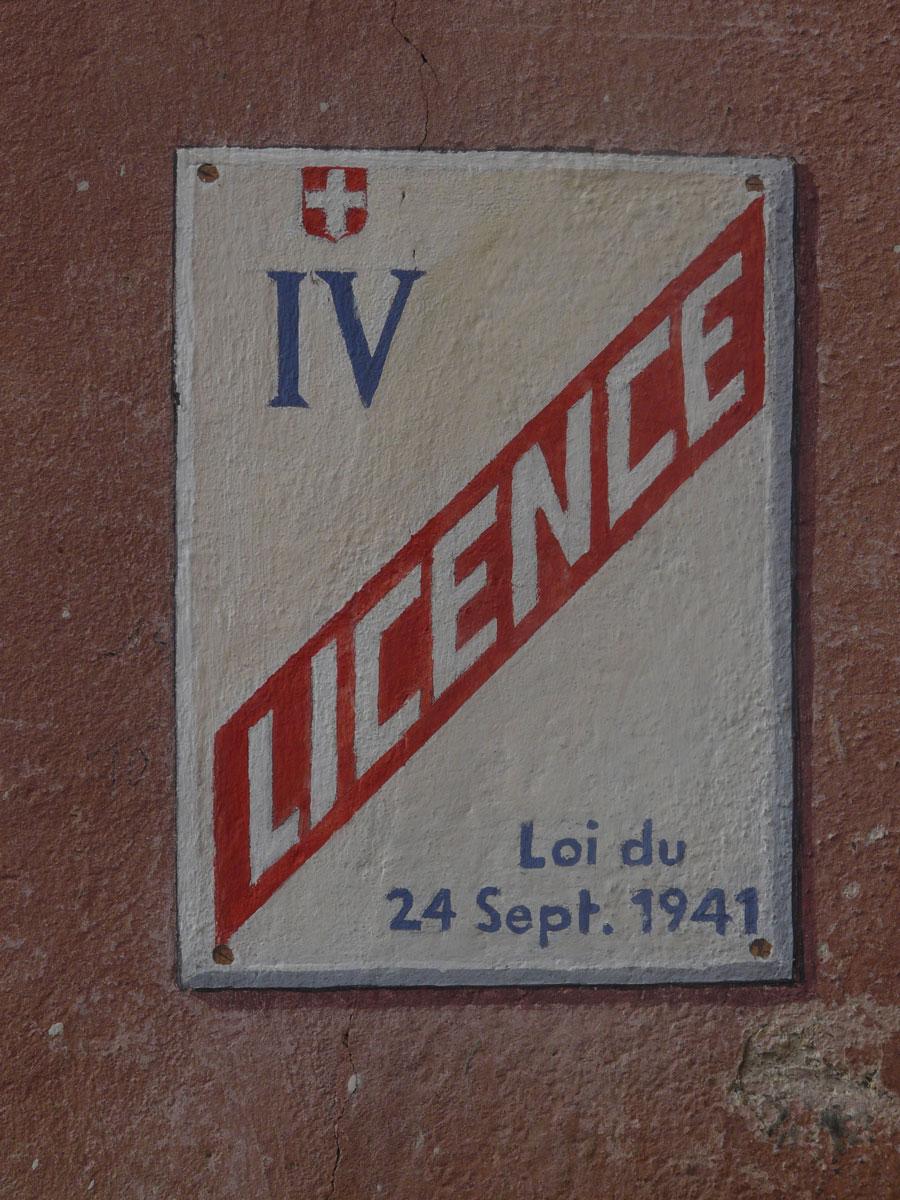 IV
LICENCE
Loi du
24 Sept. 1941